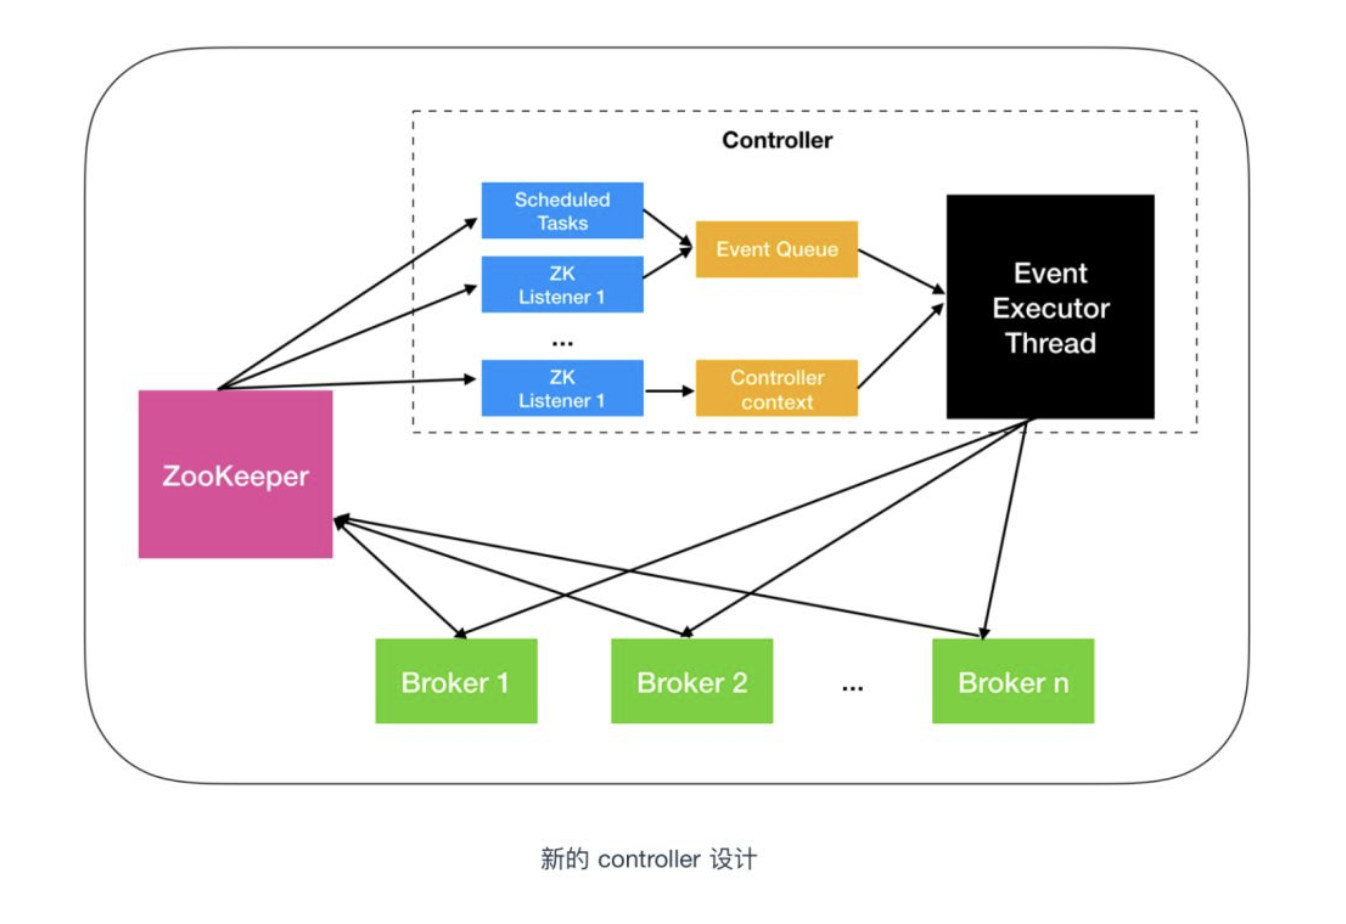 Controller
Scheduled
Tasks
ZK
Listener 1
...
ZK
Listener 1
Event Queue
Controller
context
Event
Executor
Thread
ZooKeeper
Broker 1
Broker 2
...
Broker n
新的 controller 设计